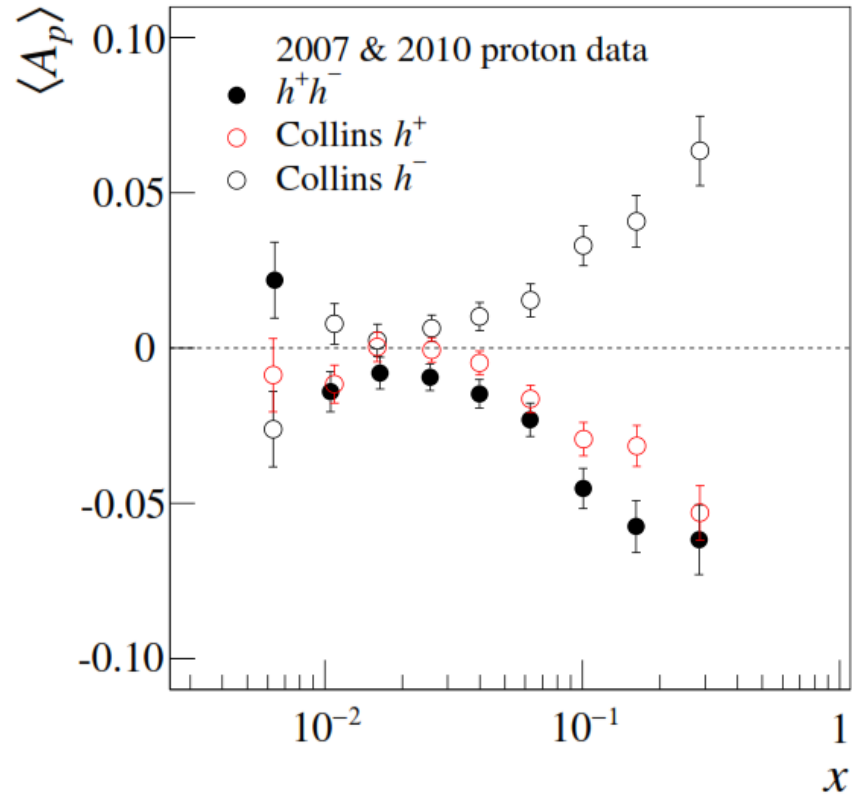 ⟨Aₚ⟩
0.10
0.05
0
-0.05
-0.10
2007 & 2010 proton data
h⁺h⁻
Collins h⁺
Collins h⁻
10⁻²
10⁻¹
1
x